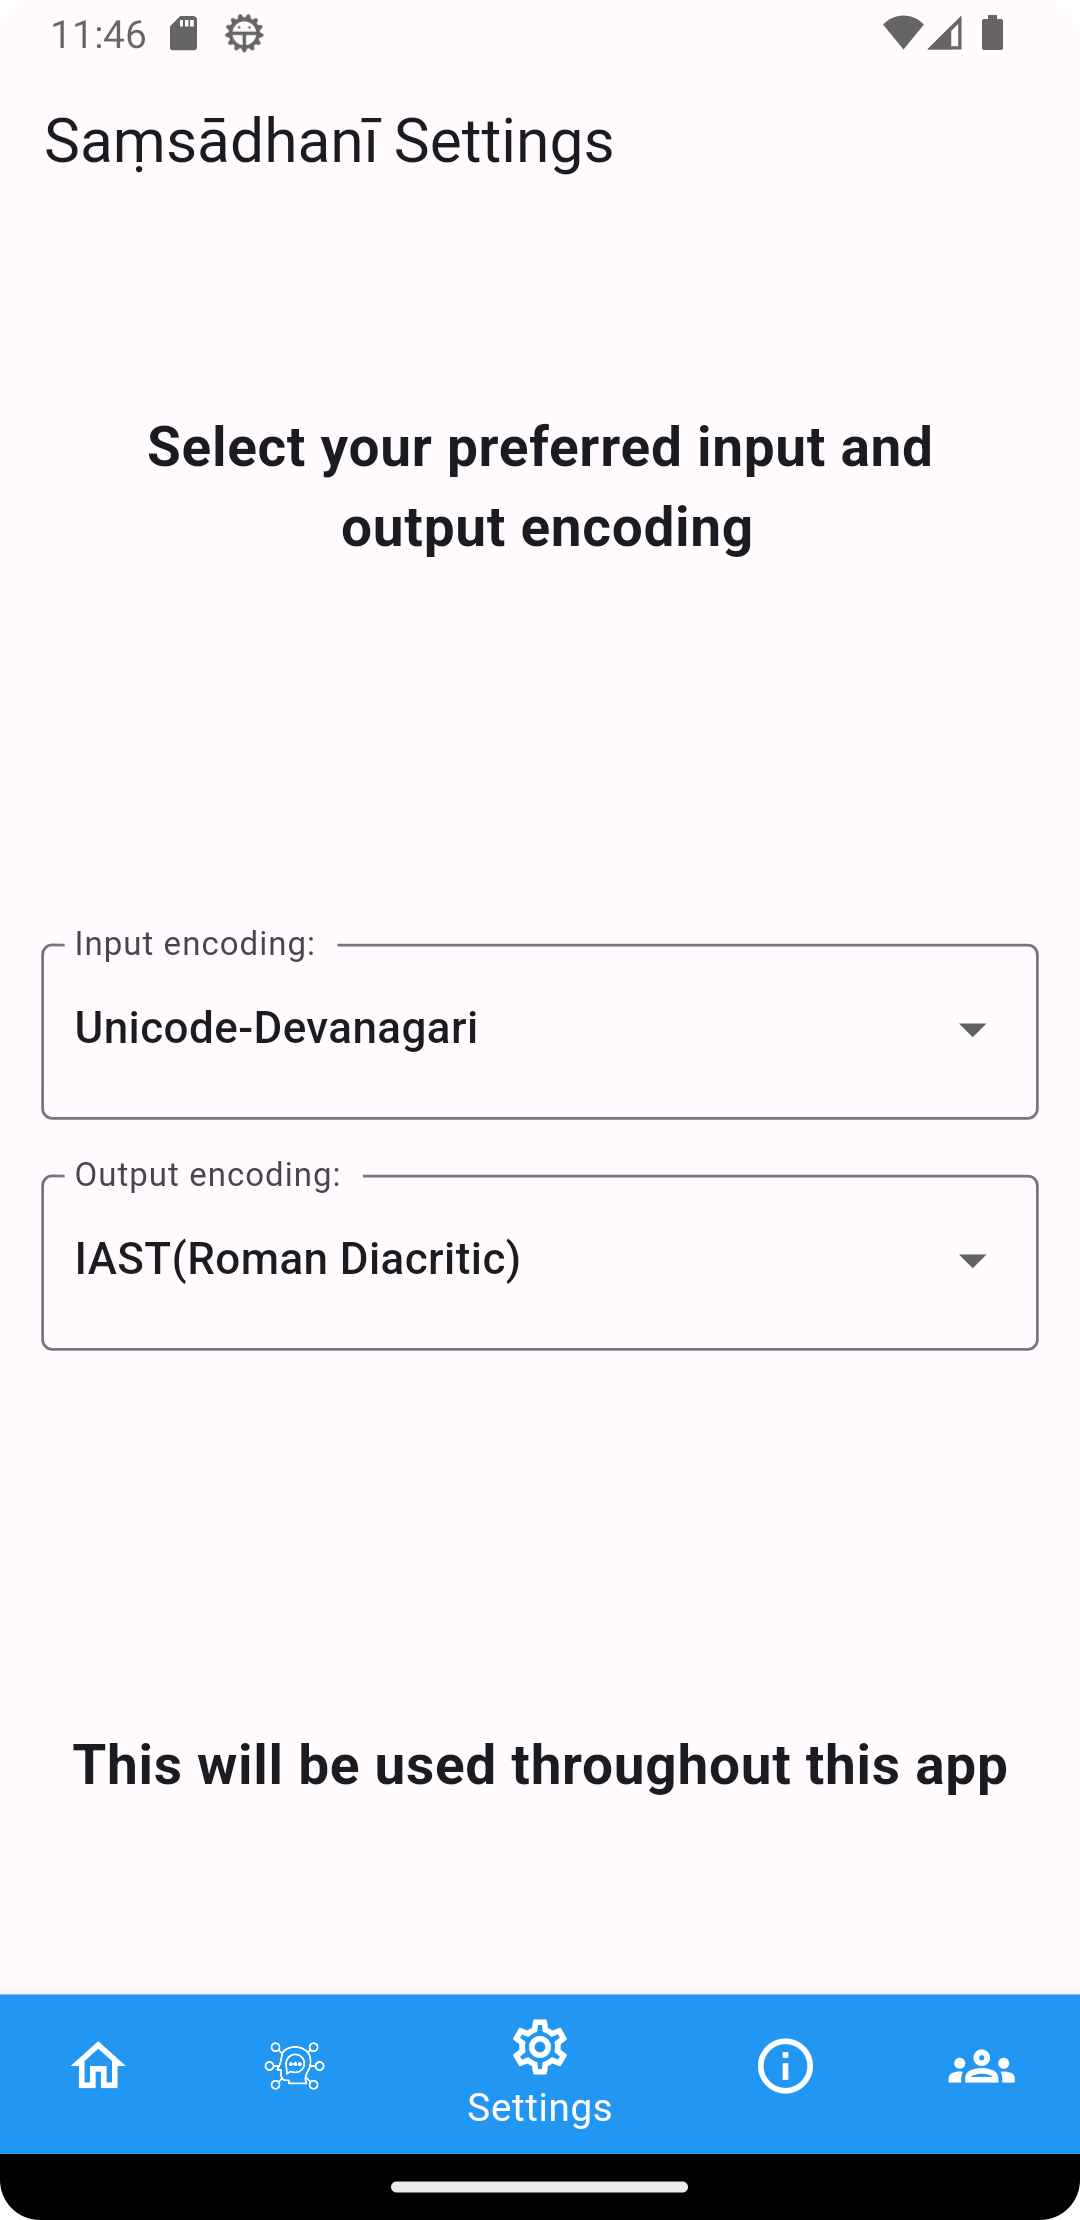 11:46
Saṃsādhanī Settings
Select your preferred input and
output encoding
Input encoding:
Unicode-Devanagari
Output encoding:
IAST(Roman Diacritic)
This will be used throughout this app
Settings